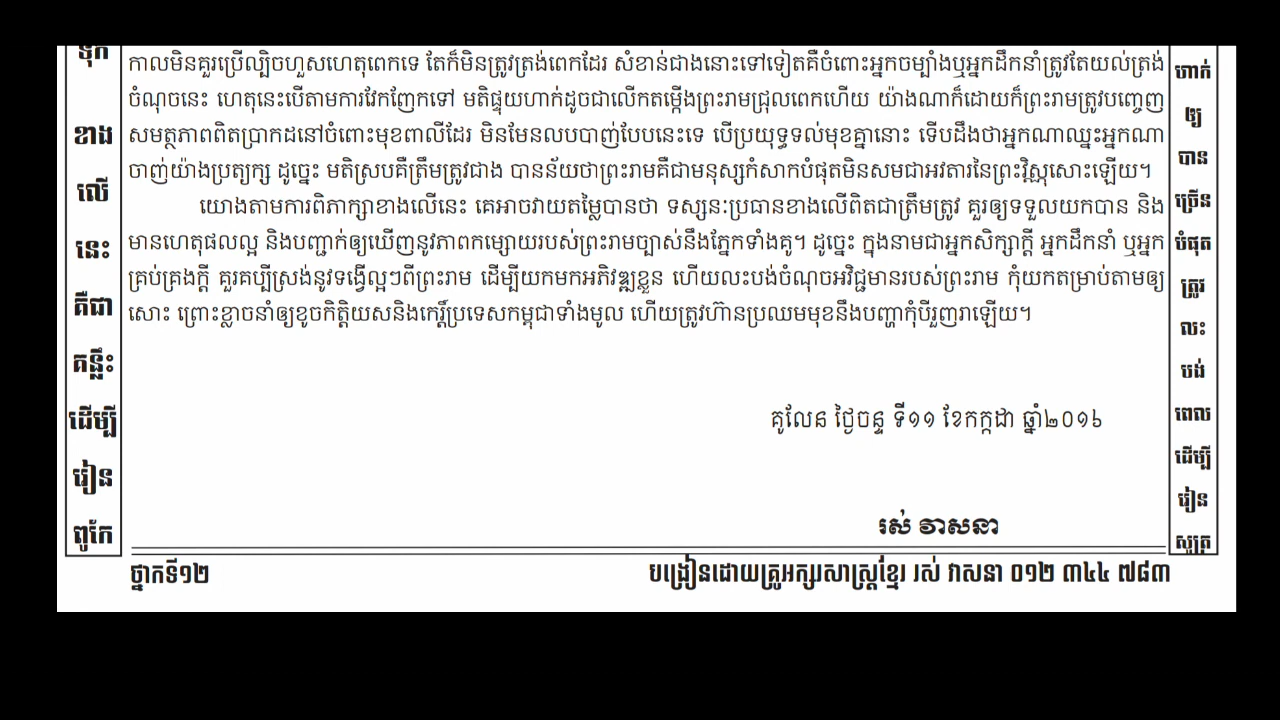 ទុក
ខាង
លើ
នេះ
គឺជា
គន្លឹះ
ដើម្បី
រៀន
ពូកែ
កាលមិនគួរប្រើល្បិចហួសហេតុពេកទេ តែក៏មិនត្រូវត្រង់ពេកដែរ សំខាន់ជាងនោះទៅទៀតគឺចំពោះអ្នកចម្បាំងឬអ្នកដឹកនាំត្រូវតែយល់ត្រង់
ចំណុចនេះ ហេតុនេះបើតាមការវែកញែកទៅ មតិផ្ទុយហាក់ដូចជាលើកតម្កើងព្រះរាមជ្រុលពេកហើយ យ៉ាងណាក៏ដោយក៏ព្រះរាមត្រូវបញ្ចេញ
សមត្ថភាពពិតប្រាកដនៅចំពោះមុខពាលីដែរ មិនមែនលបបាញ់បែបនេះទេ បើប្រយុទ្ធទល់មុខគ្នានោះ ទើបដឹងថាអ្នកណាឈ្នះអ្នកណា
ចាញ់យ៉ាងប្រត្យក្ស ដូច្នេះ មតិស្របគឺត្រឹមត្រូវជាង បានន័យថាព្រះរាមគឺជាមនុស្សកំសាកបំផុតមិនសមជាអវតារនៃព្រះវិស្ណុសោះឡើយ។
យោងតាមការពិភាក្សាខាងលើនេះ គេអាចវាយតម្លៃបានថា ទស្សនៈប្រធានខាងលើពិតជាត្រឹមត្រូវ គួរឲ្យទទួលយកបាន និង
មានហេតុផលល្អ និងបញ្ជាក់ឲ្យឃើញនូវភាពកម្សោយរបស់ព្រះរាមច្បាស់នឹងភ្នែកទាំងគូ។ ដូច្នេះ ក្នុងនាមជាអ្នកសិក្សាក្តី អ្នកដឹកនាំ ឬអ្នក
គ្រប់គ្រងក្តី គួរគប្បីស្រង់នូវទង្វើល្អៗពីព្រះរាម ដើម្បីយកមកអភិវឌ្ឍខ្លួន ហើយលះបង់ចំណុចអវិជ្ជមានរបស់ព្រះរាម កុំយកតម្រាប់តាមឲ្យ
សោះ ព្រោះខ្លាចនាំឲ្យខូចកិត្តិយសនិងកេរ្តិ៍ប្រទេសកម្ពុជាទាំងមូល ហើយត្រូវហ៊ានប្រឈមមុខនឹងបញ្ហាកុំបីរួញរាឡើយ។
គូលែន ថ្ងៃចន្ទ ទី១១ ខែកក្កដា ឆ្នាំ២០១៦
រស់ វាសនា
ហាក់
ឲ្យ
បាន
ច្រើន
បំផុត
ត្រូវ
លះ
បង់
ពេល
ដើម្បី
រៀន
សូត្រ
ថ្នាកទី១២
បង្រៀនដោយគ្រូអក្សរសាស្ត្រខ្មែរ រស់ វាសនា ០១២ ៣៤៤ ៧៨៣